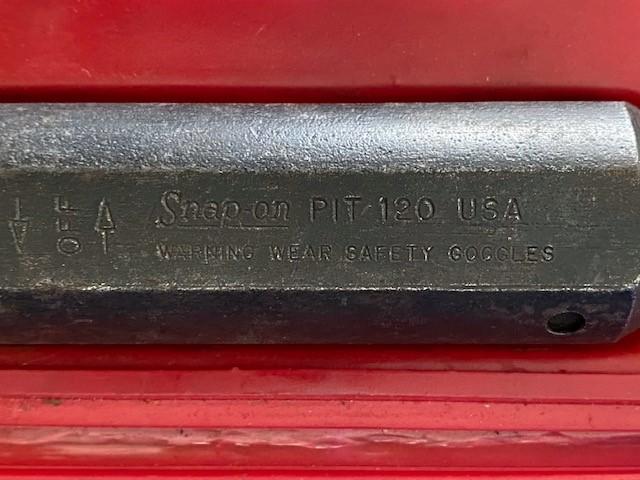 OFF
Snap-on PIT 120 USA
WARNING WEAR SAFETY GOGGLES